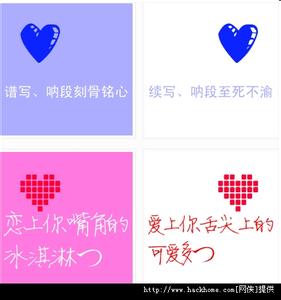 谱写、呐段刻骨铭心
续写、呐段至死不渝
恋上你嘴角的
冰淇淋つ
爱上你舌尖上的
可爱多つ
http://www.hackhome.com[网侠]提供